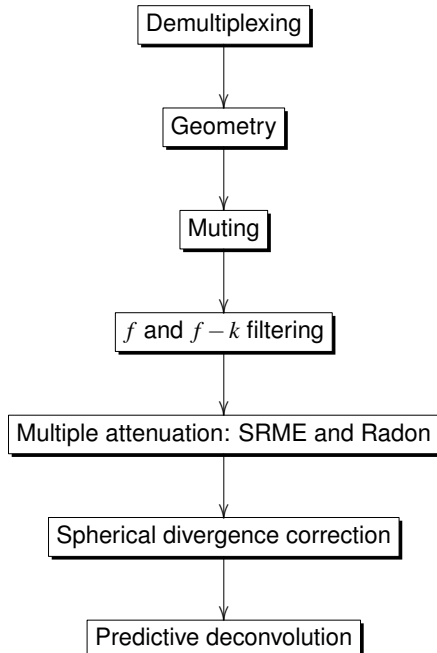 Demultiplexing
Geometry
Muting
f and f − k filtering
Multiple attenuation: SRME and Radon
Spherical divergence correction
Predictive deconvolution